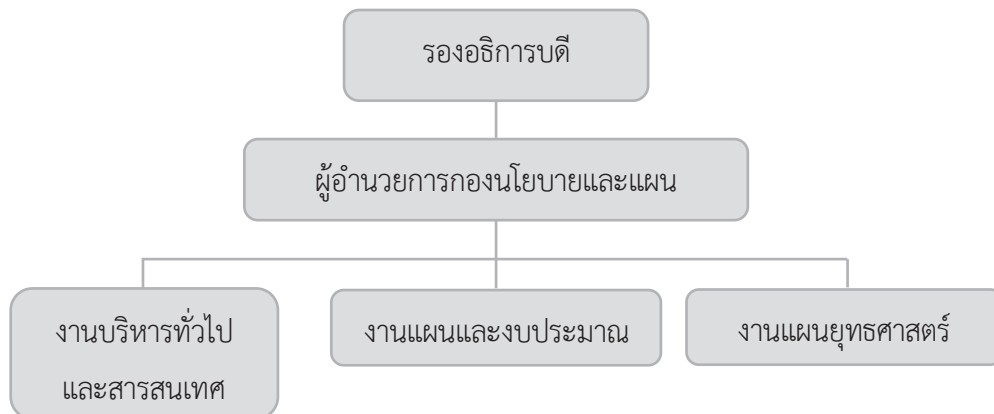 รองอธิการบดี
ผู้อำนวยการกองนโยบายและแผน
งานบริหารทั่วไป
และสารสนเทศ
งานแผนและงบประมาณ
งานแผนยุทธศาสตร์